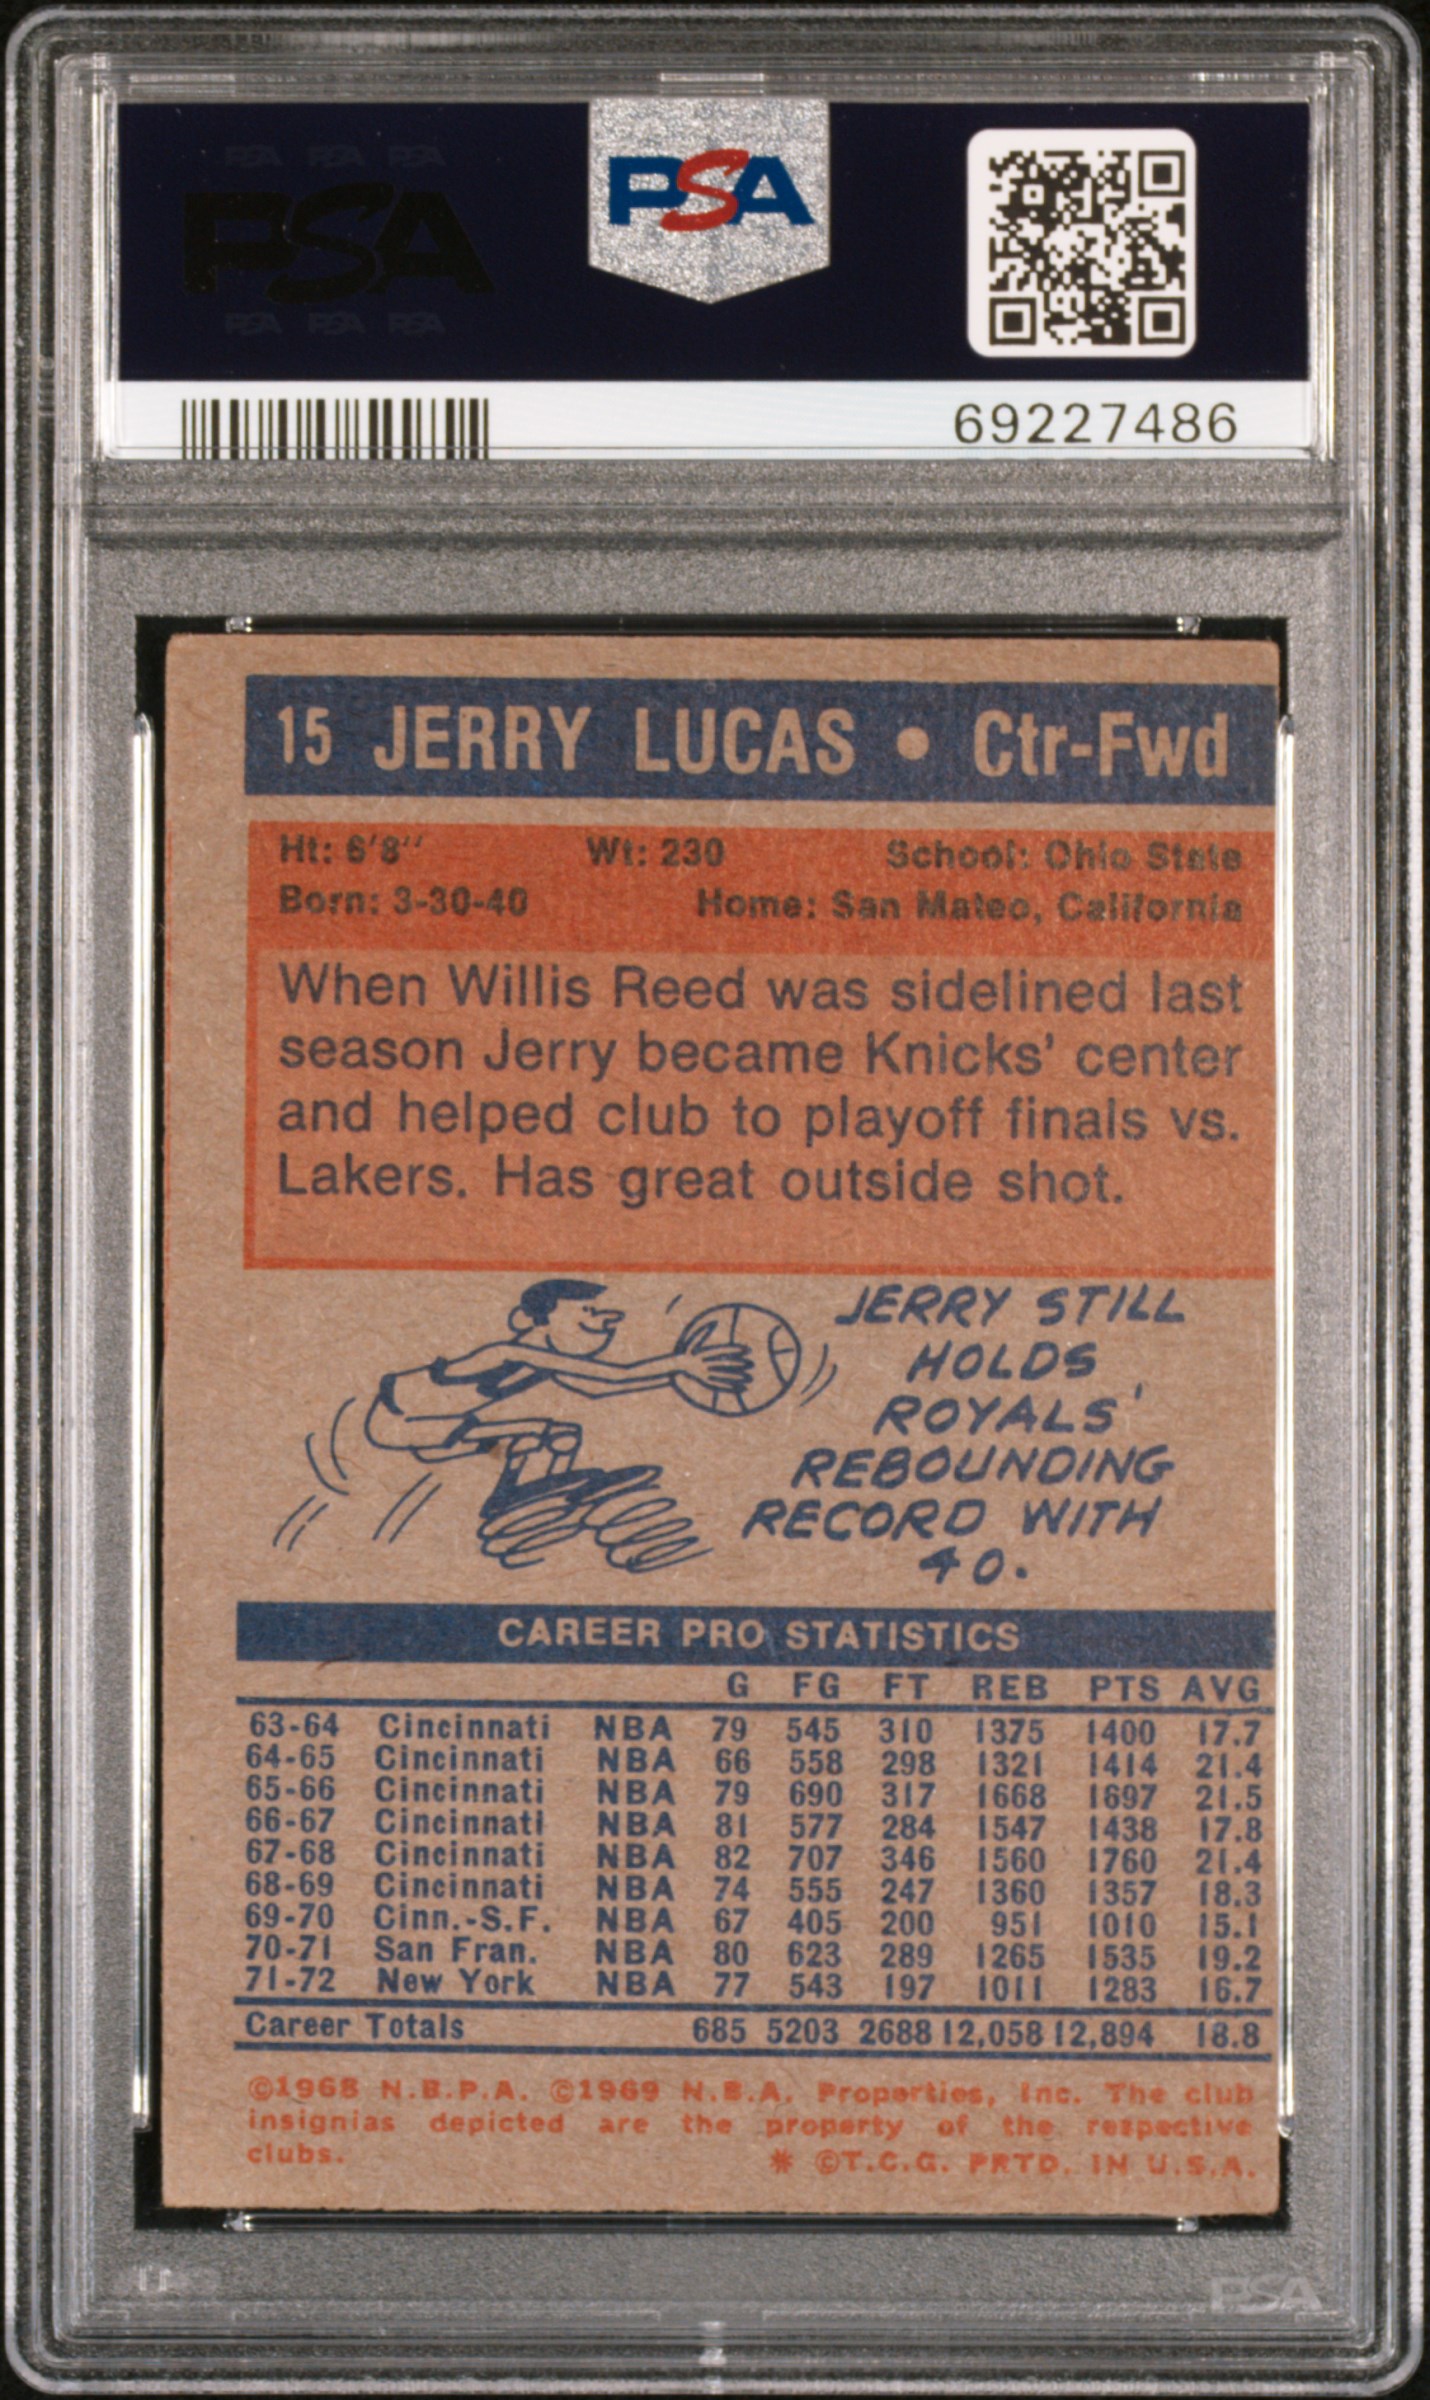 PSA PSA PSA
PSA
PSA PSA PSA
PSA
69227486
15 JERRY LUCAS • Ctr-Fwd
Ht: 6'8'' Wt: 230 School: Ohio State
Born: 3-30-40 Home: San Mateo, California
When Willis Reed was sidelined last
season Jerry became Knicks' center
and helped club to playoff finals vs.
Lakers. Has great outside shot.
JERRY STILL
HOLDS
ROYALS'
REBOUNDING
RECORD WITH
40.
CAREER PRO STATISTICS
G FG FT REB PTS AVG
63-64 Cincinnati NBA 79 545 310 1375 1400 17.7
64-65 Cincinnati NBA 66 558 298 1321 1414 21.4
65-66 Cincinnati NBA 79 690 317 1668 1697 21.5
66-67 Cincinnati NBA 81 577 284 1547 1438 17.8
67-68 Cincinnati NBA 82 707 346 1560 1760 21.4
68-69 Cincinnati NBA 74 555 247 1360 1357 18.3
69-70 Cinn.-S.F. NBA 67 405 200 951 1010 15.1
70-71 San Fran. NBA 80 623 289 1265 1535 19.2
71-72 New York NBA 77 543 197 1011 1283 16.7
Career Totals 685 5203 2688 12,058 12,894 18.8
©1968 N.B.P.A. ©1969 N.B.A. Properties, Inc. The club
insignias depicted are the property of the respective
clubs. * ©T.C.G. PRTD. IN U.S.A.
PSA